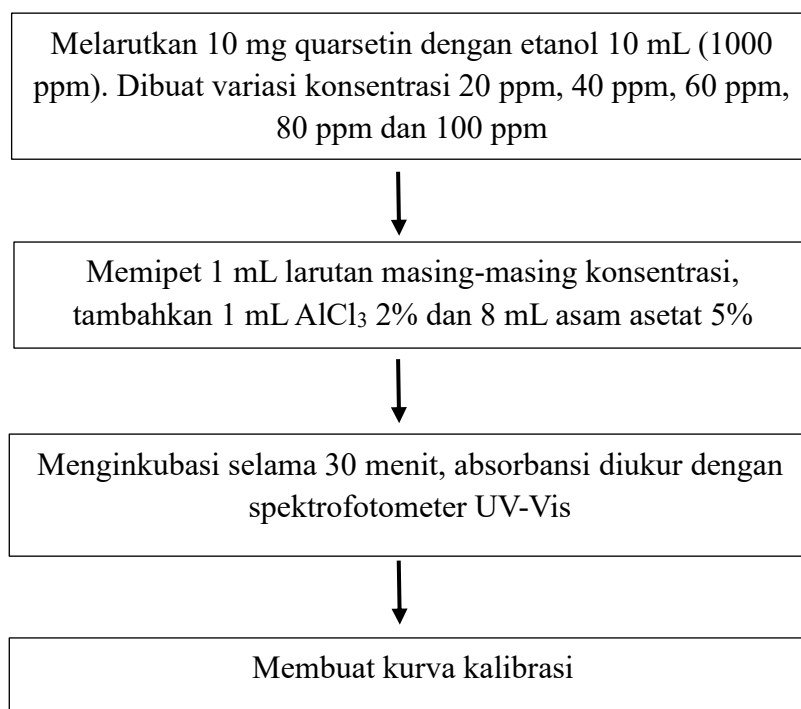 Melarutkan 10 mg quarsetin dengan etanol 10 mL (1000
ppm). Dibuat variasi konsentrasi 20 ppm, 40 ppm, 60 ppm,
80 ppm dan 100 ppm
Memipet 1 mL larutan masing-masing konsentrasi,
tambahkan 1 mL AlCl₃ 2% dan 8 mL asam asetat 5%
Menginkubasi selama 30 menit, absorbansi diukur dengan
spektrofotometer UV-Vis
Membuat kurva kalibrasi